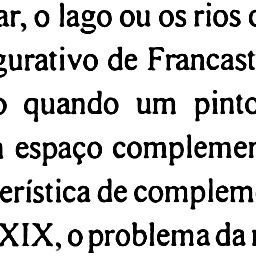 ar, o lago ou os rios
gurativo de Francast
quando um pinto
espaço complemen
erística de complem
XIX, o problema da